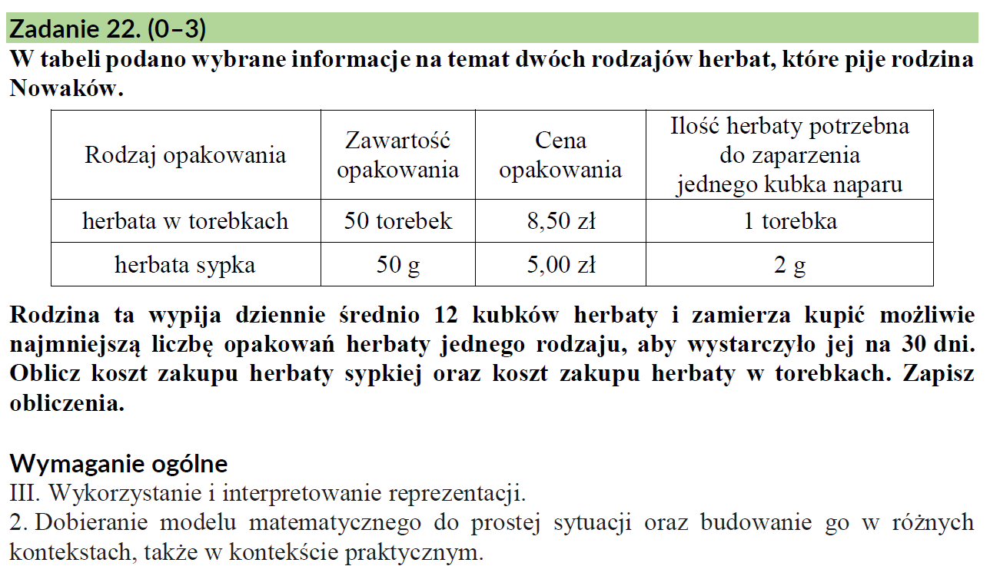 Zadanie 22. (0–3)
W tabeli podano wybrane informacje na temat dwóch rodzajów herbat, które pije rodzina
Nowaków.
Rodzaj opakowania
Zawartość
opakowania
Cena
opakowania
Ilość herbaty potrzebna
do zaparzenia
jednego kubka naparu
herbata w torebkach
50 torebek
8,50 zł
1 torebka
herbata sypka
50 g
5,00 zł
2 g
Rodzina ta wypija dziennie średnio 12 kubków herbaty i zamierza kupić możliwie
najmniejszą liczbę opakowań herbaty jednego rodzaju, aby wystarczyło jej na 30 dni.
Oblicz koszt zakupu herbaty sypkiej oraz koszt zakupu herbaty w torebkach. Zapisz
obliczenia.
Wymaganie ogólne
III. Wykorzystanie i interpretowanie reprezentacji.
2. Dobieranie modelu matematycznego do prostej sytuacji oraz budowanie go w różnych
kontekstach, także w kontekście praktycznym.